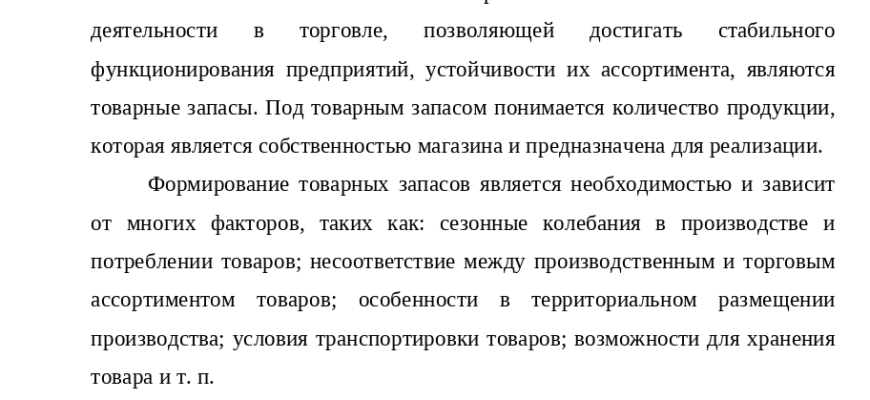 деятельности в торговле, позволяющей достигать стабильного
функционирования предприятий, устойчивости их ассортимента, являются
товарные запасы. Под товарным запасом понимается количество продукции,
которая является собственностью магазина и предназначена для реализации.
Формирование товарных запасов является необходимостью и зависит
от многих факторов, таких как: сезонные колебания в производстве и
потреблении товаров; несоответствие между производственным и торговым
ассортиментом товаров; особенности в территориальном размещении
производства; условия транспортировки товаров; возможности для хранения
товара и т. п.